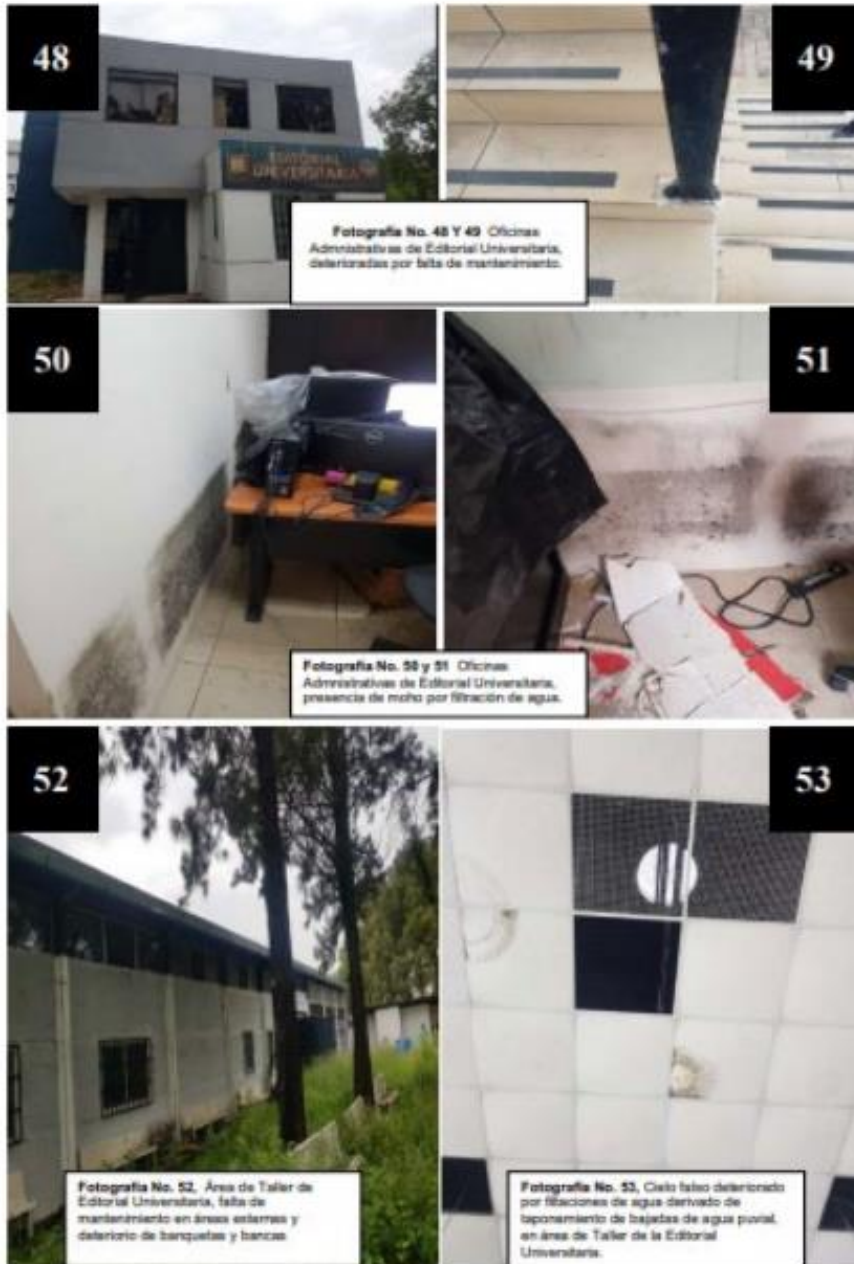 48
49
EDITORIAL
UNIVERSITARIA
Fotografía No. 48 Y 49 Oficinas
Admnistrativas de Editorial Universitaria,
deterioradas por falta de mantenimiento.
50
51
Fotografía No. 50 y 51 Oficinas
Admnistrativas de Editorial Universitaria,
presencia de moho por filtración de agua.
52
53
Fotografía No. 52, Área de Taller de
Editorial Universitaria, falta de
mantenimiento en áreas externas y
deterioro de banquetas y bancas
Fotografía No. 53, Cielo falso deteriorado
por filtaciones de agua derivado de
taponamiento de bajadas de agua puvial,
en área de Taller de la Editorial
Universitaria.